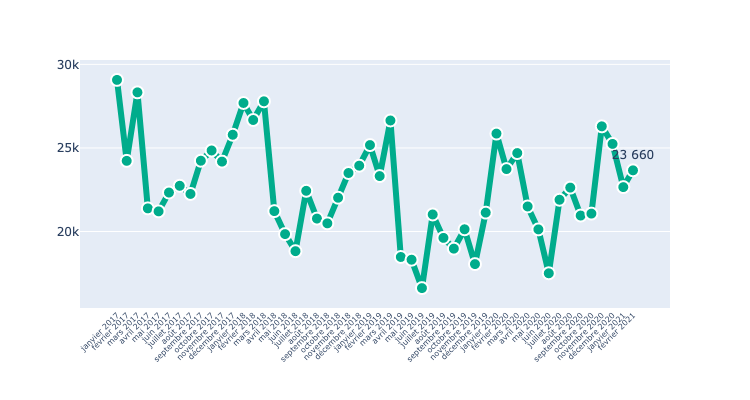 30k
25k
20k
23 660
janvier 2017
février 2017
mars 2017
avril 2017
mai 2017
juin 2017
juillet 2017
août 2017
septembre 2017
octobre 2017
novembre 2017
décembre 2017
janvier 2018
février 2018
mars 2018
avril 2018
mai 2018
juin 2018
juillet 2018
août 2018
septembre 2018
octobre 2018
novembre 2018
décembre 2018
janvier 2019
février 2019
mars 2019
avril 2019
mai 2019
juin 2019
juillet 2019
août 2019
septembre 2019
octobre 2019
novembre 2019
décembre 2019
janvier 2020
février 2020
mars 2020
avril 2020
mai 2020
juin 2020
juillet 2020
août 2020
septembre 2020
octobre 2020
novembre 2020
décembre 2020
janvier 2021
février 2021